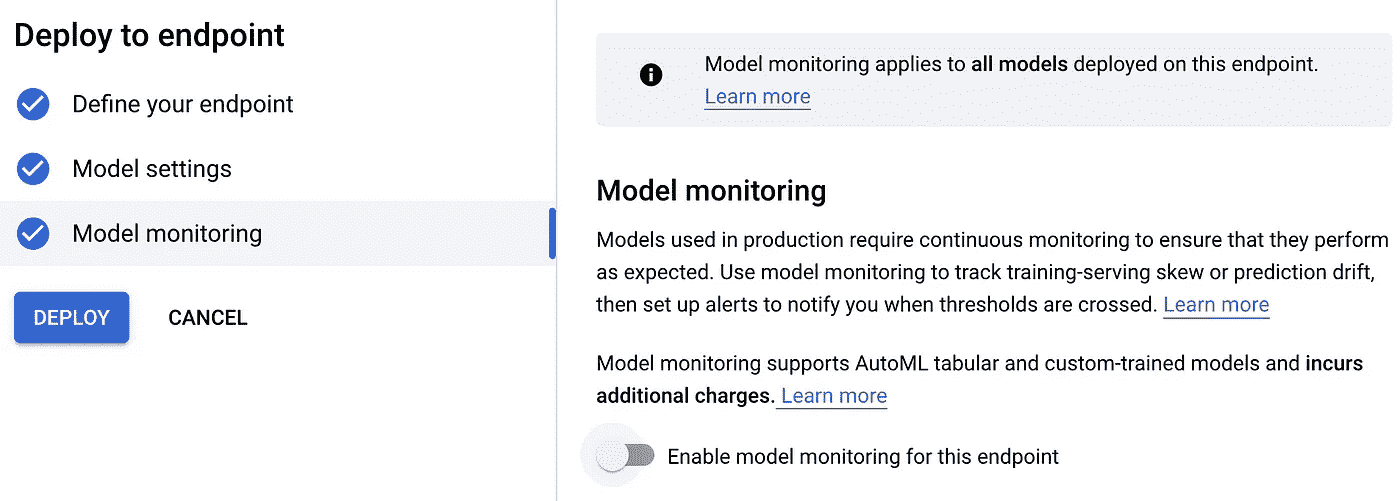 Deploy to endpoint
Define your endpoint
Model settings
Model monitoring
DEPLOY
CANCEL
Model monitoring applies to all models deployed on this endpoint.
Learn more
Model monitoring
Models used in production require continuous monitoring to ensure that they perform
as expected. Use model monitoring to track training-serving skew or prediction drift,
then set up alerts to notify you when thresholds are crossed. Learn more
Model monitoring supports AutoML tabular and custom-trained models and incurs
additional charges. Learn more
Enable model monitoring for this endpoint